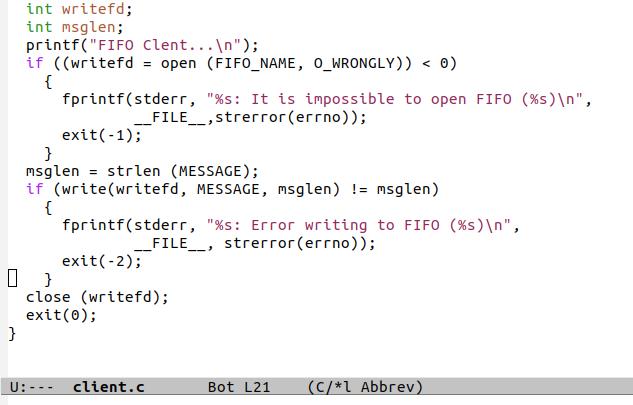 int writefd;
int msglen;
printf("FIFO Clent...\n");
if ((writefd = open (FIFO_NAME, O_WRONGLY)) < 0)
{
fprintf(stderr, "%s: It is impossible to open FIFO (%s)\n",
__FILE__,strerror(errno));
exit(-1);
}
msglen = strlen (MESSAGE);
if (write(writefd, MESSAGE, msglen) != msglen)
{
fprintf(stderr, "%s: Error writing to FIFO (%s)\n",
__FILE__, strerror(errno));
exit(-2);
}
close (writefd);
exit(0);
}
U:--- client.c Bot L21 (C/*l Abbrev)